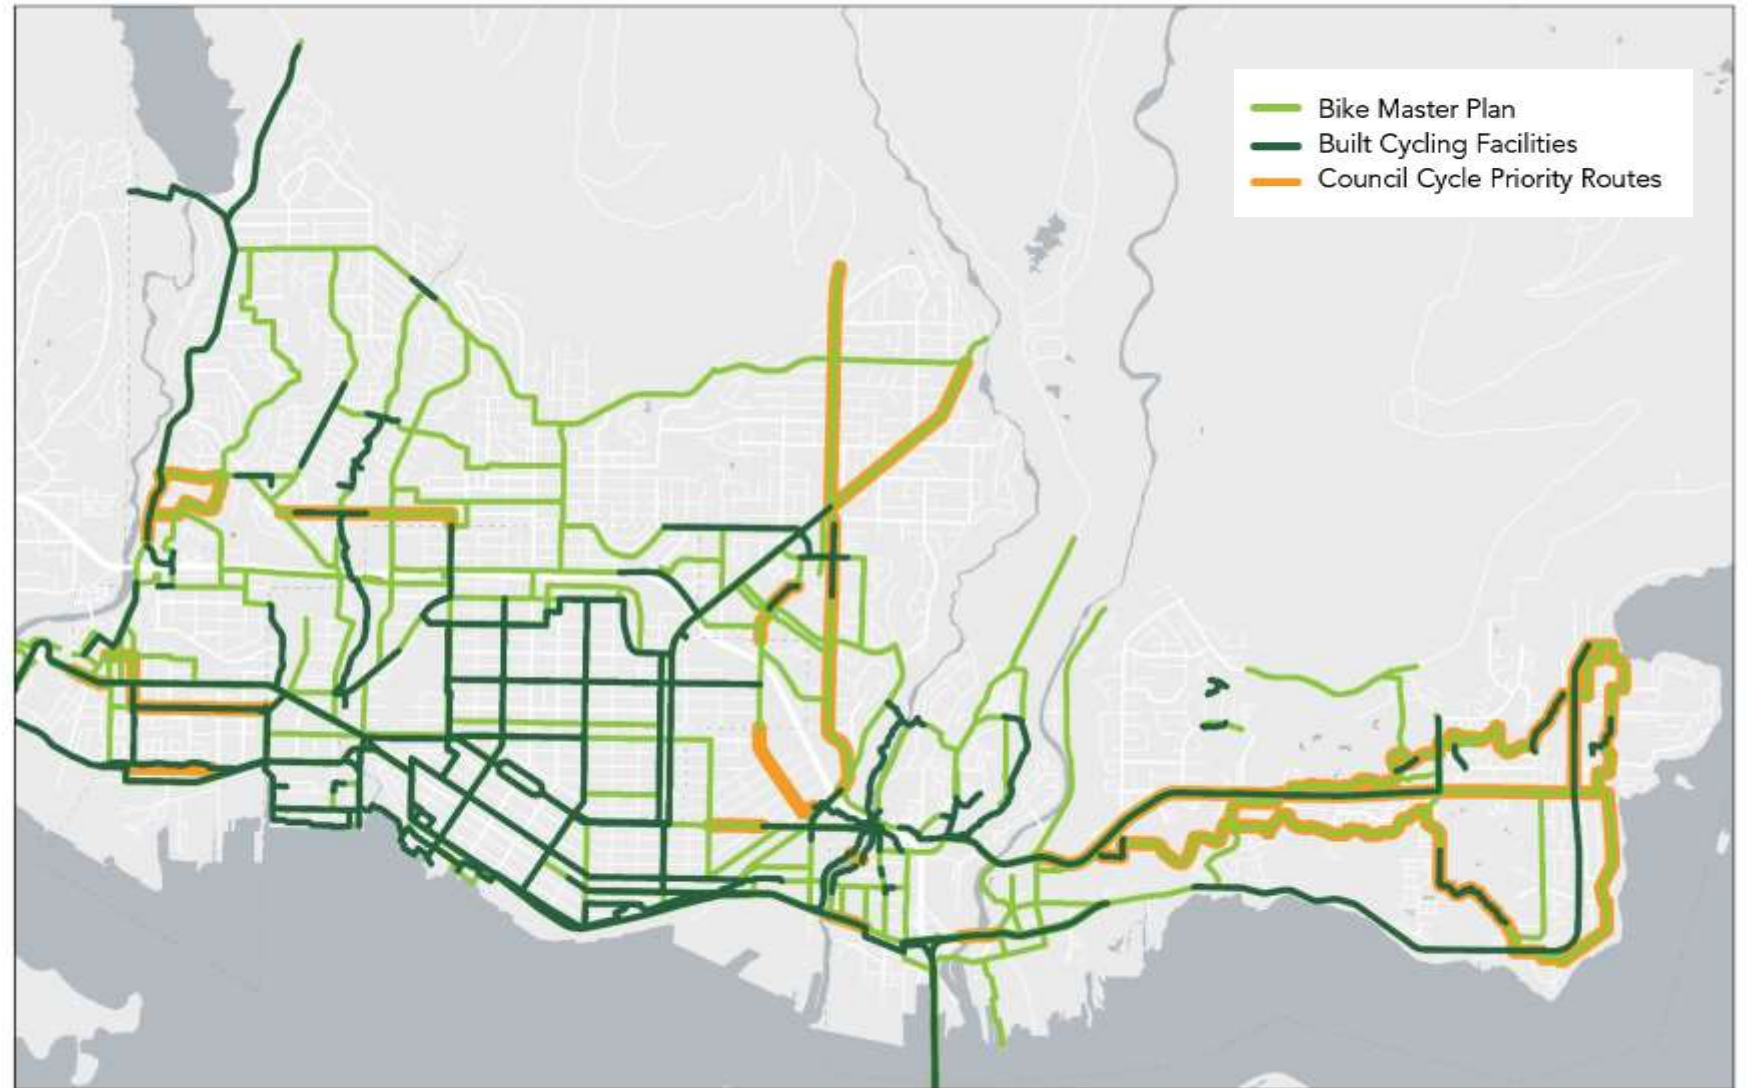 Bike Master Plan
Built Cycling Facilities
Council Cycle Priority Routes